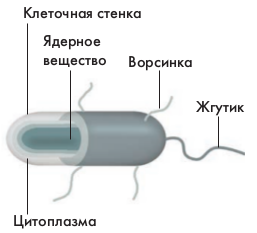 Клеточная стенка
Ядерное
вещество
Ворсинка
Жгутик
Цитоплазма